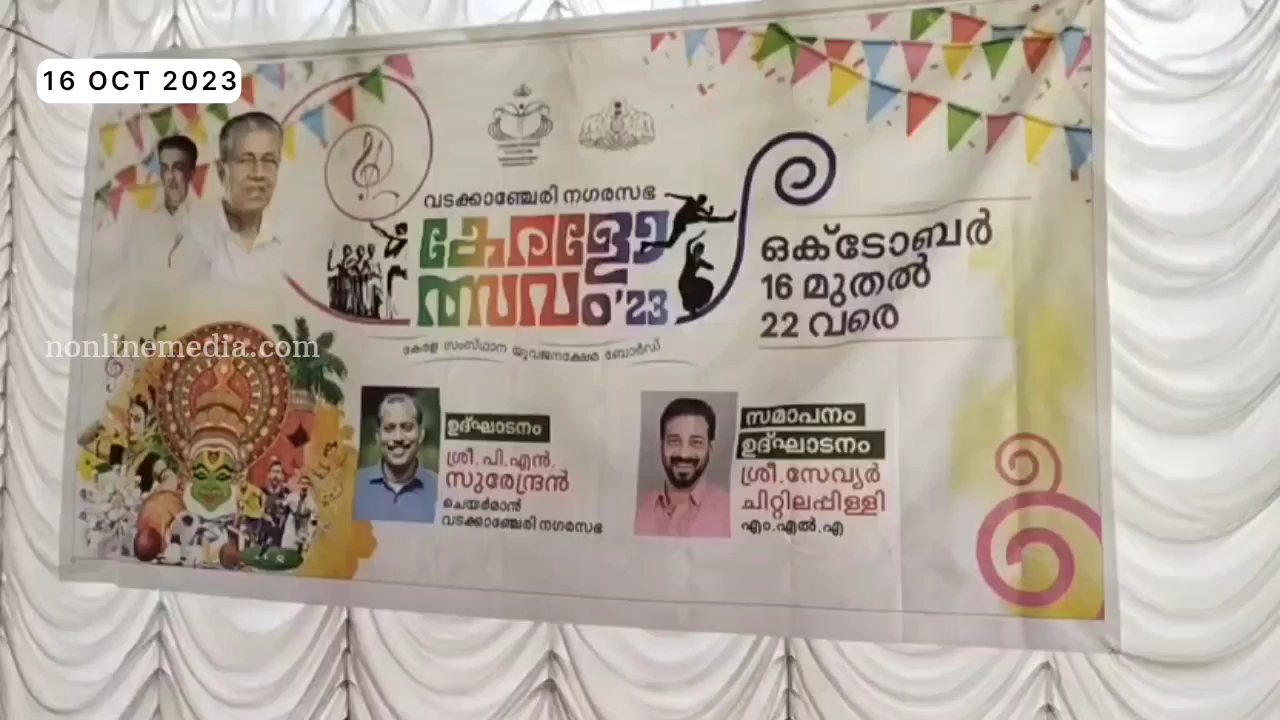 16 OCT 2023
വടക്കാഞ്ചേരി നഗരസഭ
കേരളോ
ത്സവം'23
കേരള സംസ്ഥാന യുവജനക്ഷേമ ബോർഡ്
ഒക്ടോബർ
16 മുതൽ
22 വരെ
nonlinemedia.com
ഉദ്ഘാടനം
ശ്രീ.പി.എൻ.
സുരേന്ദ്രൻ
ചെയർമാൻ
വടക്കാഞ്ചേരി നഗരസഭ
സമാപനം
ഉദ്ഘാടനം
ശ്രീ.സേവ്യർ
ചിറ്റിലപ്പിള്ളി
എം.എൽ.എ